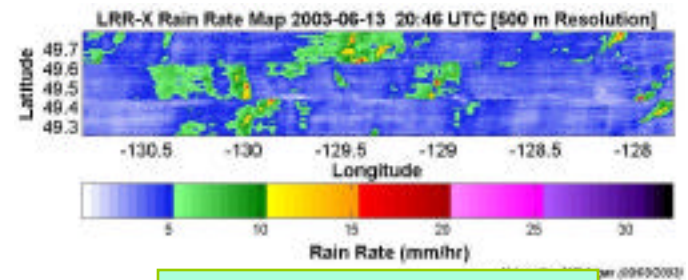 LRR-X Rain Rate Map 2003-06-13 20:46 UTC [500 m Resolution]
Latitude
49.7
49.6
49.5
49.4
49.3
-130.5 -130 -129.5 -129 -128.5 -128
Longitude
5 10 15 20 25 30
Rain Rate (mm/hr)